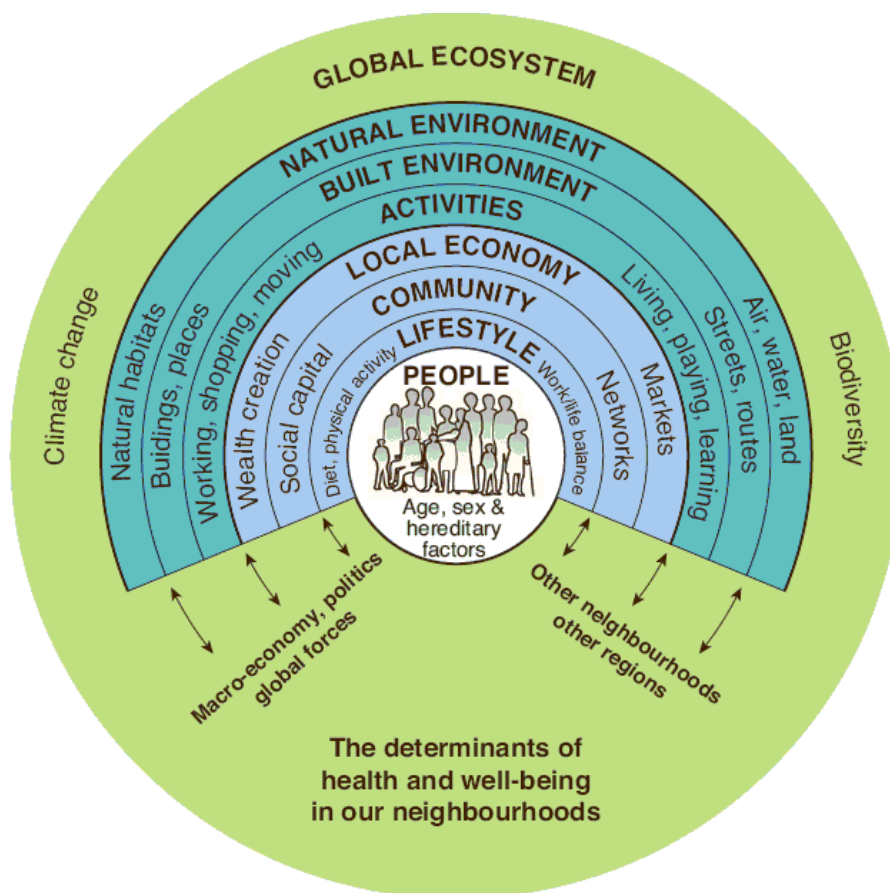 GLOBAL ECOSYSTEM
NATURAL ENVIRONMENT
BUILT ENVIRONMENT
ACTIVITIES
LOCAL ECONOMY
COMMUNITY
LIFESTYLE
PEOPLE
Age, sex &
hereditary
factors
Climate change
Natural habitats
Buidings, places
Working, shopping, moving
Wealth creation
Social capital
Diet, physical activity
Work/life balance
Networks
Markets
Living, playing, learning
Streets, routes
Air, water, land
Biodiversity
Macro-economy, politics
global forces
Other neighbourhoods
other regions
The determinants of
health and well-being
in our neighbourhoods